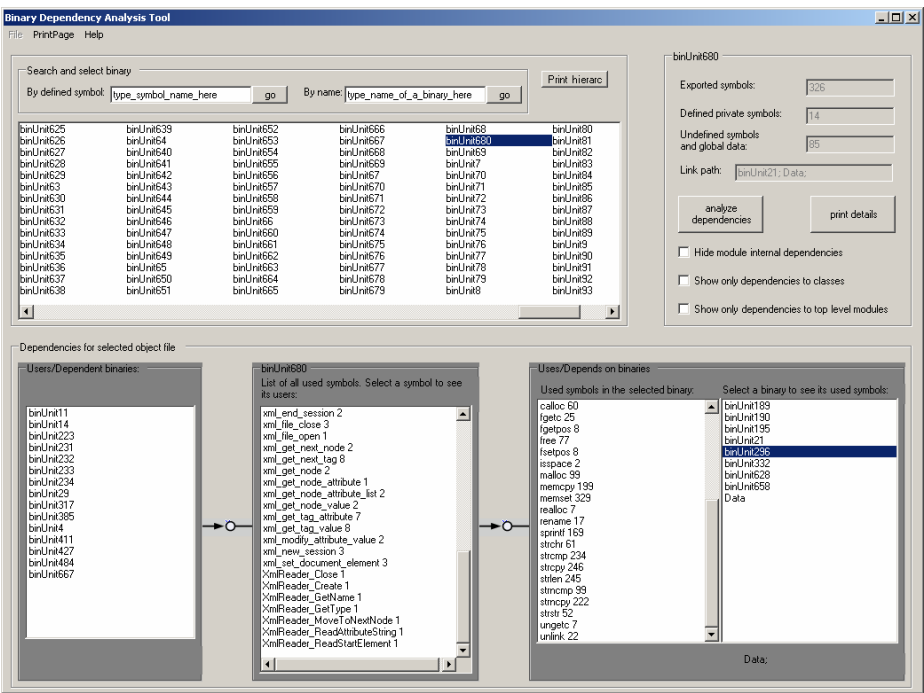 Binary Dependency Analysis Tool
File PrintPage Help
Search and select binary
By defined symbol: type_symbol_name_here go By name: type_name_of_a_binary_here go Print hierarc
binUnit625 binUnit639 binUnit652 binUnit666 binUnit68 binUnit80
binUnit626 binUnit64 binUnit653 binUnit667 binUnit680 binUnit81
binUnit627 binUnit640 binUnit654 binUnit668 binUnit69 binUnit82
binUnit628 binUnit641 binUnit655 binUnit669 binUnit7 binUnit83
binUnit629 binUnit642 binUnit656 binUnit67 binUnit70 binUnit84
binUnit63 binUnit643 binUnit657 binUnit670 binUnit71 binUnit85
binUnit630 binUnit644 binUnit658 binUnit671 binUnit72 binUnit86
binUnit631 binUnit645 binUnit659 binUnit672 binUnit73 binUnit87
binUnit632 binUnit646 binUnit66 binUnit673 binUnit74 binUnit88
binUnit633 binUnit647 binUnit660 binUnit674 binUnit75 binUnit89
binUnit634 binUnit648 binUnit661 binUnit675 binUnit76 binUnit9
binUnit635 binUnit649 binUnit662 binUnit676 binUnit77 binUnit90
binUnit636 binUnit65 binUnit663 binUnit677 binUnit78 binUnit91
binUnit637 binUnit650 binUnit664 binUnit678 binUnit79 binUnit92
binUnit638 binUnit651 binUnit665 binUnit679 binUnit8 binUnit93
binUnit680
Exported symbols: 326
Defined private symbols: 14
Undefined symbols
and global data: 85
Link path: binUnit21; Data;
analyze
dependencies
print details
Hide module internal dependencies
Show only dependencies to classes
Show only dependencies to top level modules
Dependencies for selected object file
Users/Dependent binaries:
binUnit11
binUnit14
binUnit223
binUnit231
binUnit232
binUnit233
binUnit234
binUnit29
binUnit317
binUnit385
binUnit4
binUnit411
binUnit427
binUnit484
binUnit667
binUnit680
List of all used symbols. Select a symbol to see
its users:
xml_end_session 2
xml_file_close 3
xml_file_open 1
xml_get_next_node 2
xml_get_next_tag 8
xml_get_node 2
xml_get_node_attribute 1
xml_get_node_attribute_list 2
xml_get_node_value 2
xml_get_tag_attribute 7
xml_get_tag_value 8
xml_modify_attribute_value 2
xml_new_session 3
xml_set_document_element 3
XmlReader_Close 1
XmlReader_Create 1
XmlReader_GetName 1
XmlReader_GetType 1
XmlReader_MoveToNextNode 1
XmlReader_ReadAttributeString 1
XmlReader_ReadStartElement 1
Uses/Depends on binaries
Used symbols in the selected binary:
calloc 60
fgetc 25
fgetpos 8
free 77
fsetpos 8
isspace 2
malloc 99
memcpy 199
memset 329
realloc 7
rename 17
sprintf 169
strchr 61
strcmp 234
strcpy 246
strlen 245
strncmp 99
strncpy 222
strstr 52
ungetc 7
unlink 22
Select a binary to see its used symbols:
binUnit189
binUnit190
binUnit195
binUnit21
binUnit296
binUnit332
binUnit628
binUnit658
Data
Data;